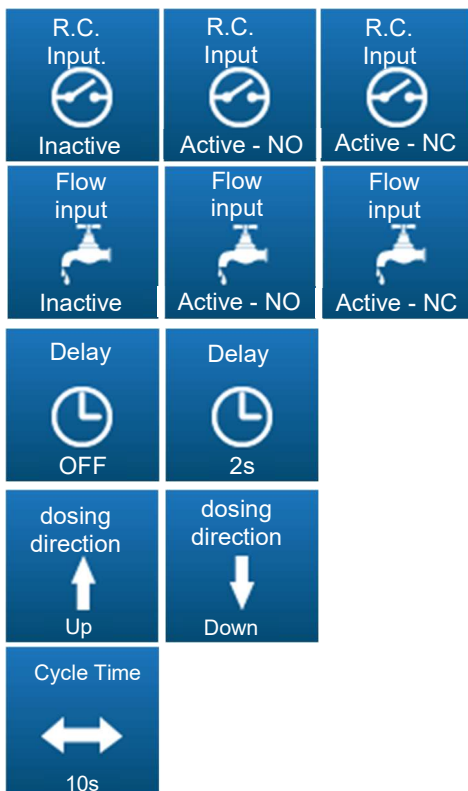 R.C.
Input.
Inactive
R.C.
Input
Active - NO
R.C.
Input
Active - NC
Flow
input
Inactive
Flow
input
Active - NO
Flow
input
Active - NC
Delay
OFF
Delay
2s
dosing
direction
Up
dosing
direction
Down
Cycle Time
10s